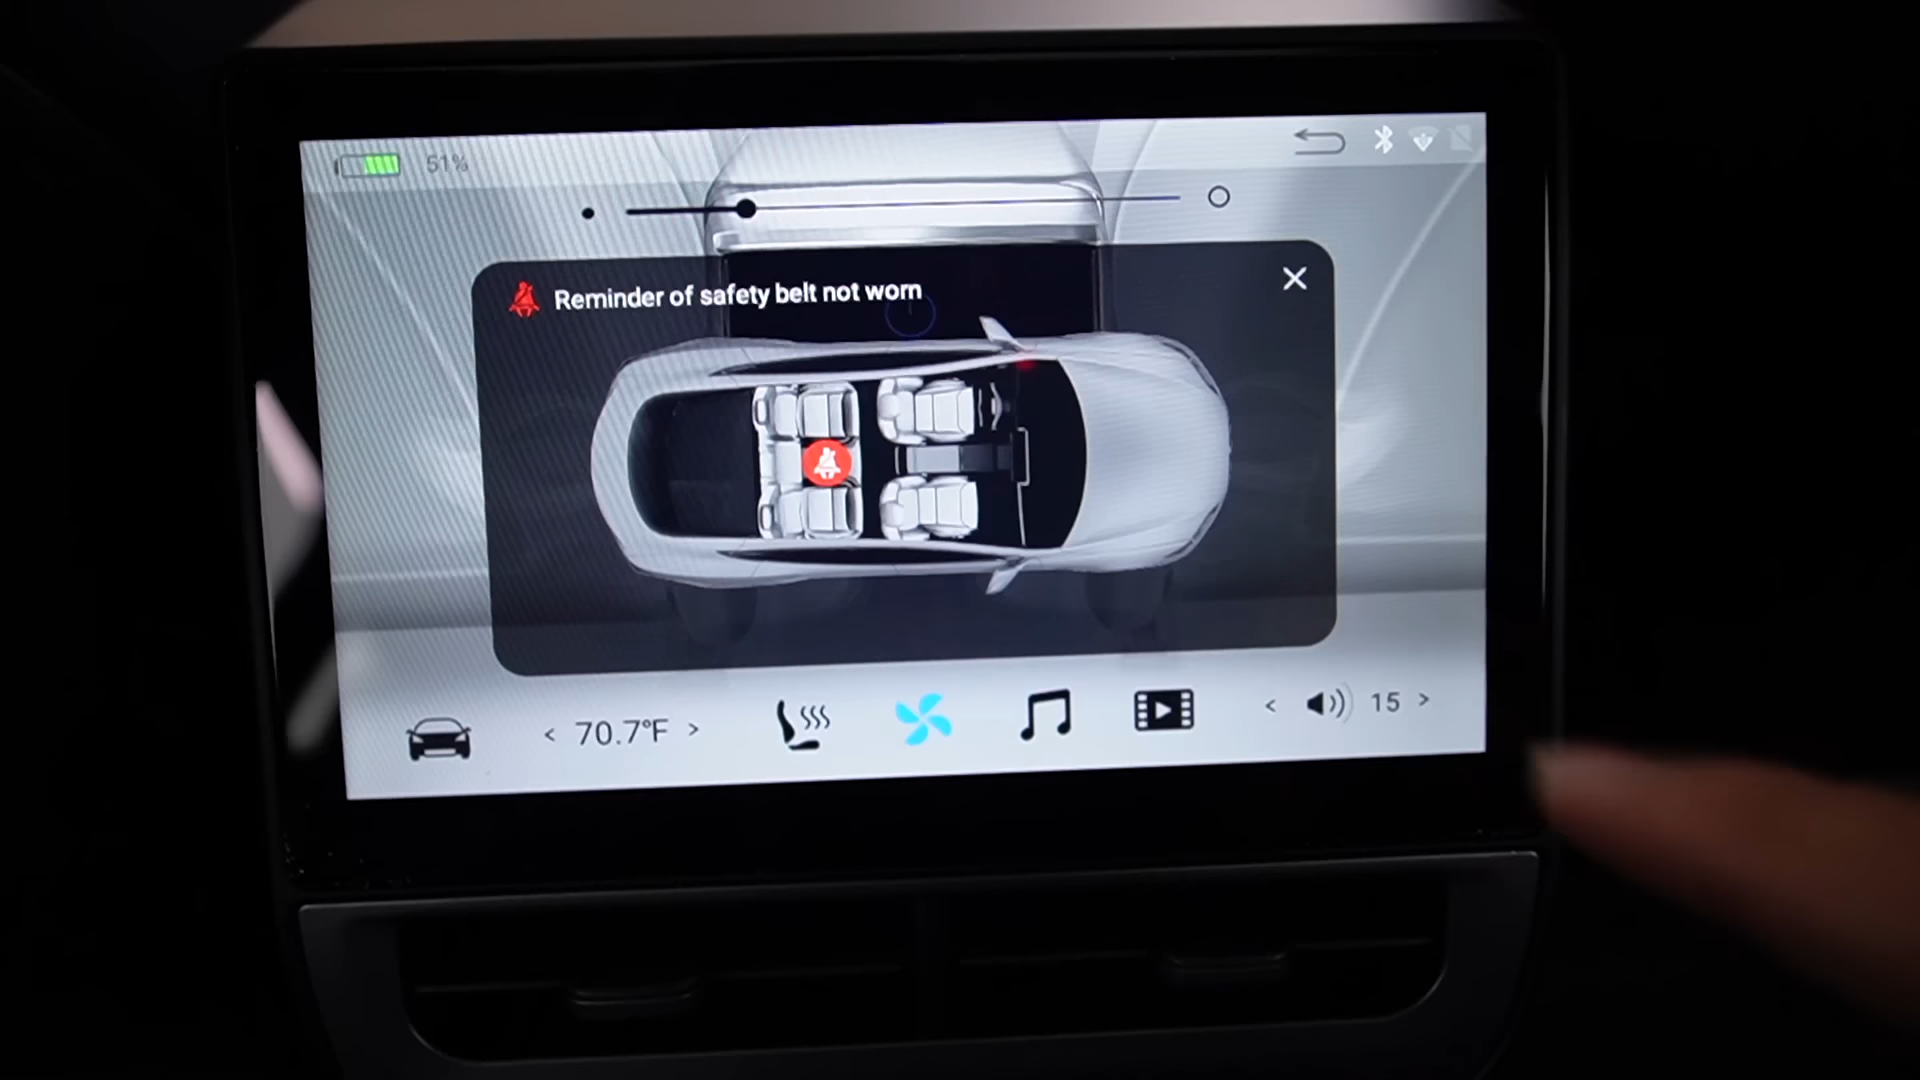 51%
Reminder of safety belt not worn
< 70.7°F >
< 15 >